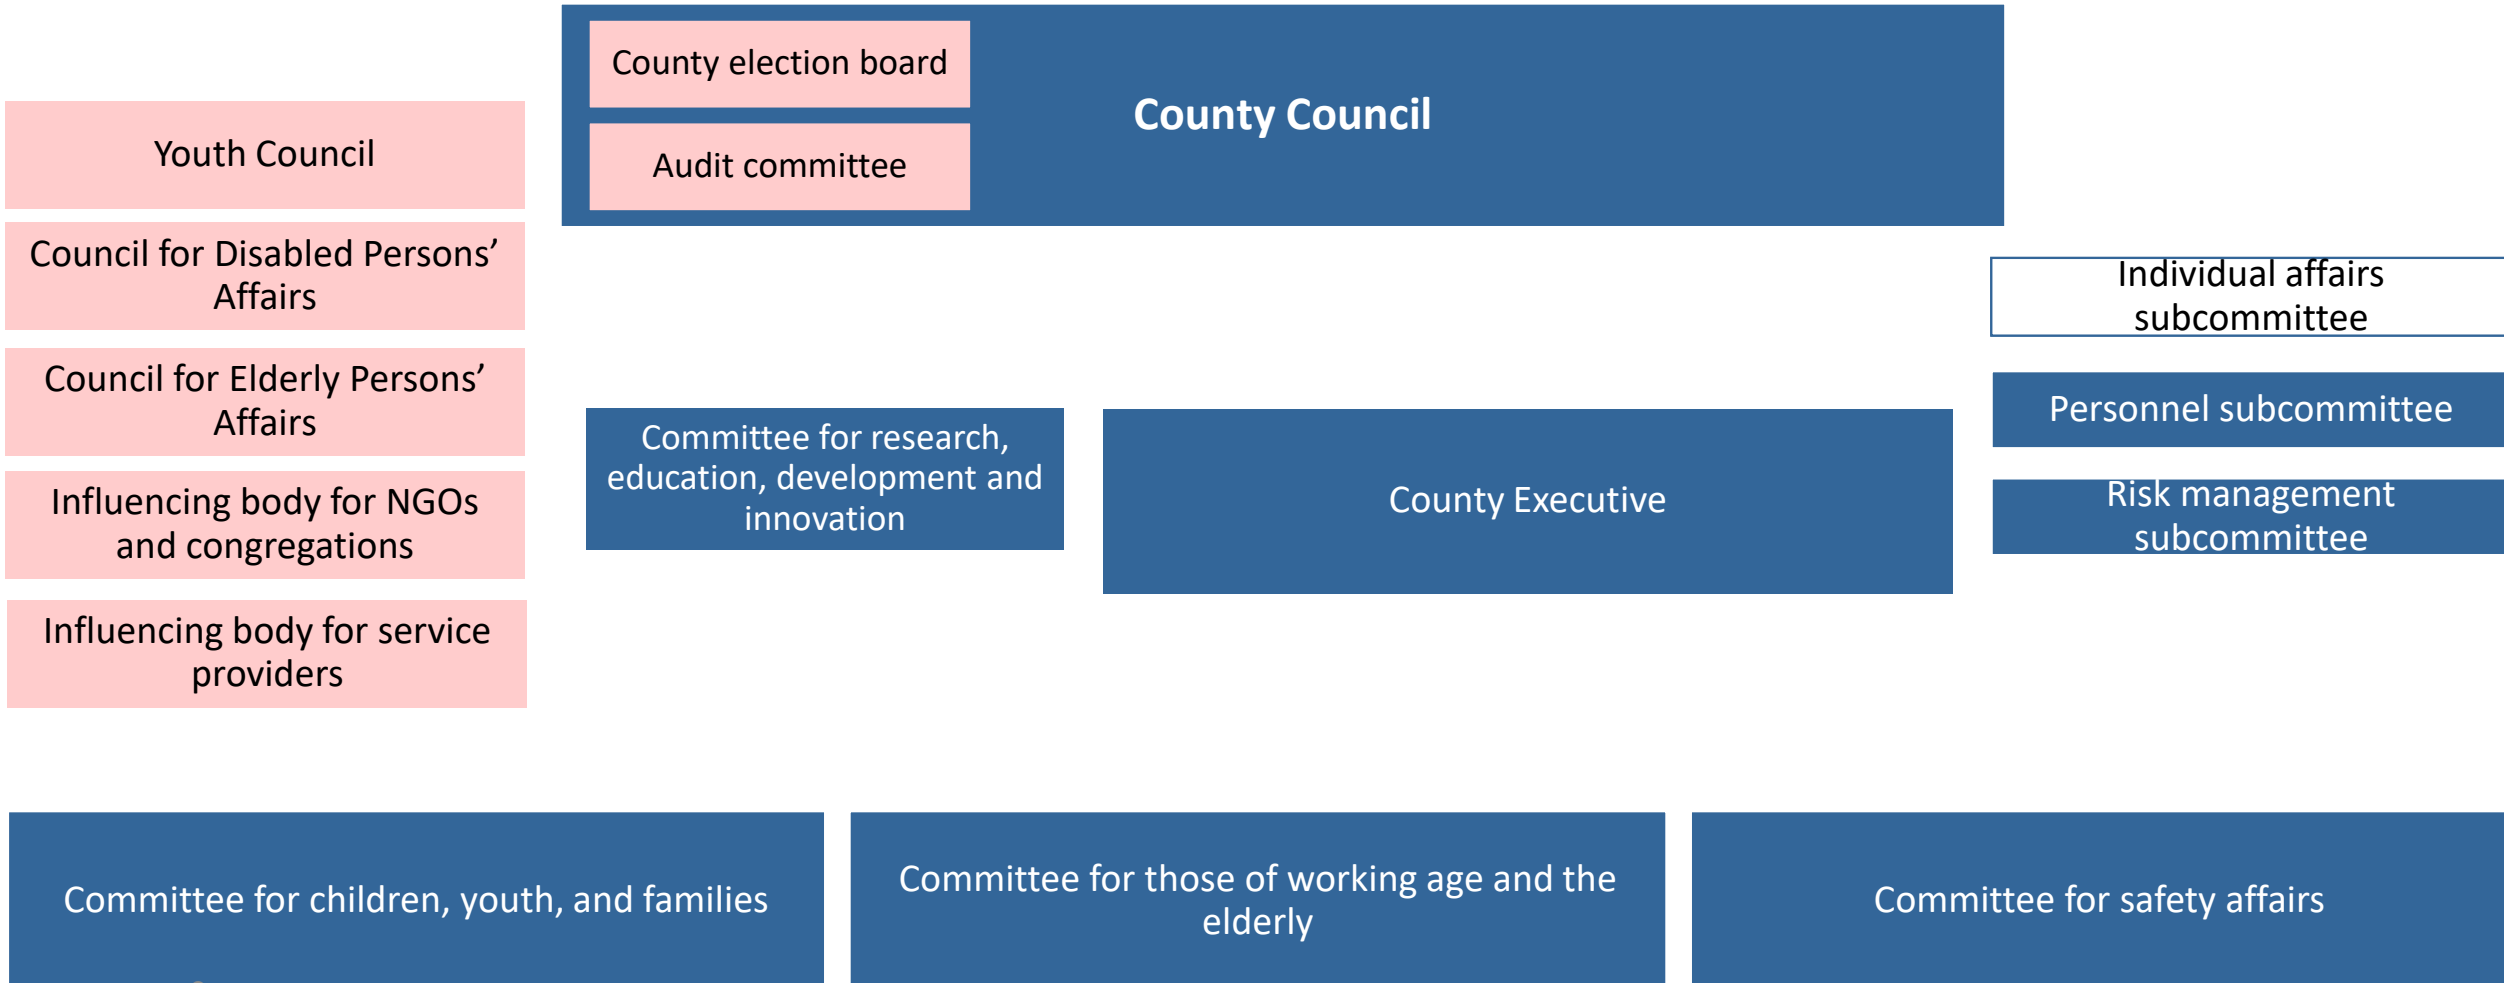 County election board
County Council
Audit committee
Youth Council
Council for Disabled Persons’
Affairs
Council for Elderly Persons’
Affairs
Influencing body for NGOs
and congregations
Influencing body for service
providers
Committee for research,
education, development and
innovation
County Executive
Individual affairs
subcommittee
Personnel subcommittee
Risk management
subcommittee
Committee for children, youth, and families
Committee for those of working age and the
elderly
Committee for safety affairs